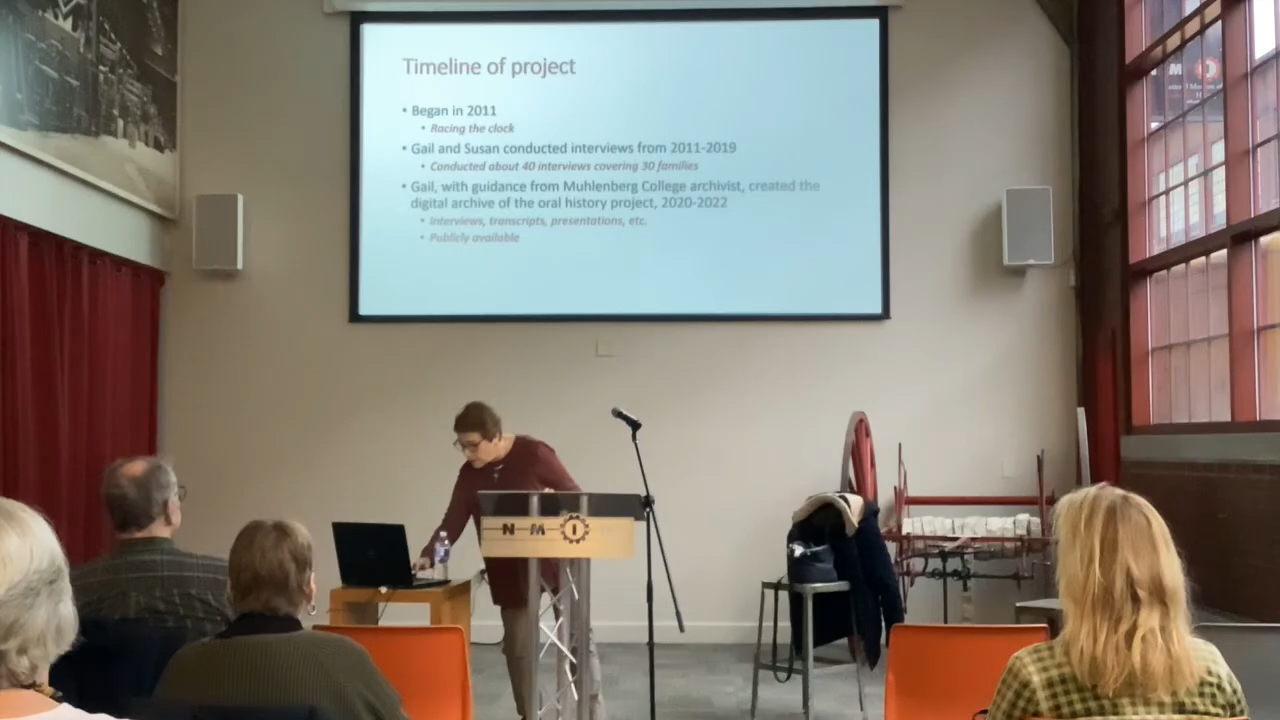 Timeline of project
• Began in 2011
• Racing the clock
• Gail and Susan conducted interviews from 2011-2019
• Conducted about 40 interviews covering 30 families
• Gail, with guidance from Muhlenberg College archivist, created the
digital archive of the oral history project, 2020-2022
• Interviews, transcripts, presentations, etc.
• Publicly available
N M I